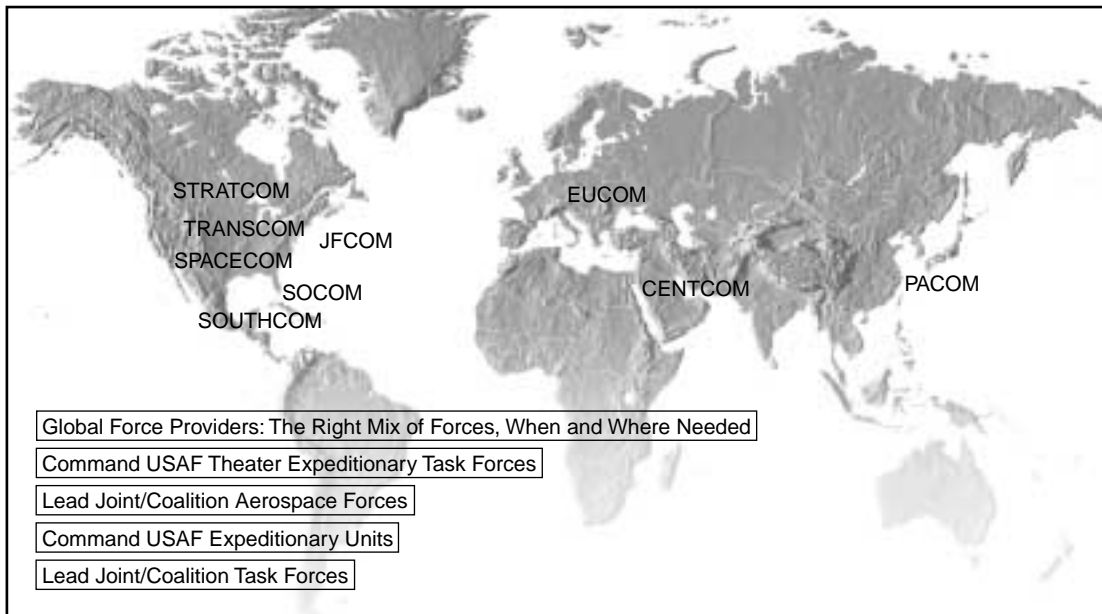 STRATCOM
TRANSCOM
JFCOM
SPACECOM
SOCOM
SOUTHCOM
EUCOM
CENTCOM
PACOM
Global Force Providers: The Right Mix of Forces, When and Where Needed
Command USAF Theater Expeditionary Task Forces
Lead Joint/Coalition Aerospace Forces
Command USAF Expeditionary Units
Lead Joint/Coalition Task Forces